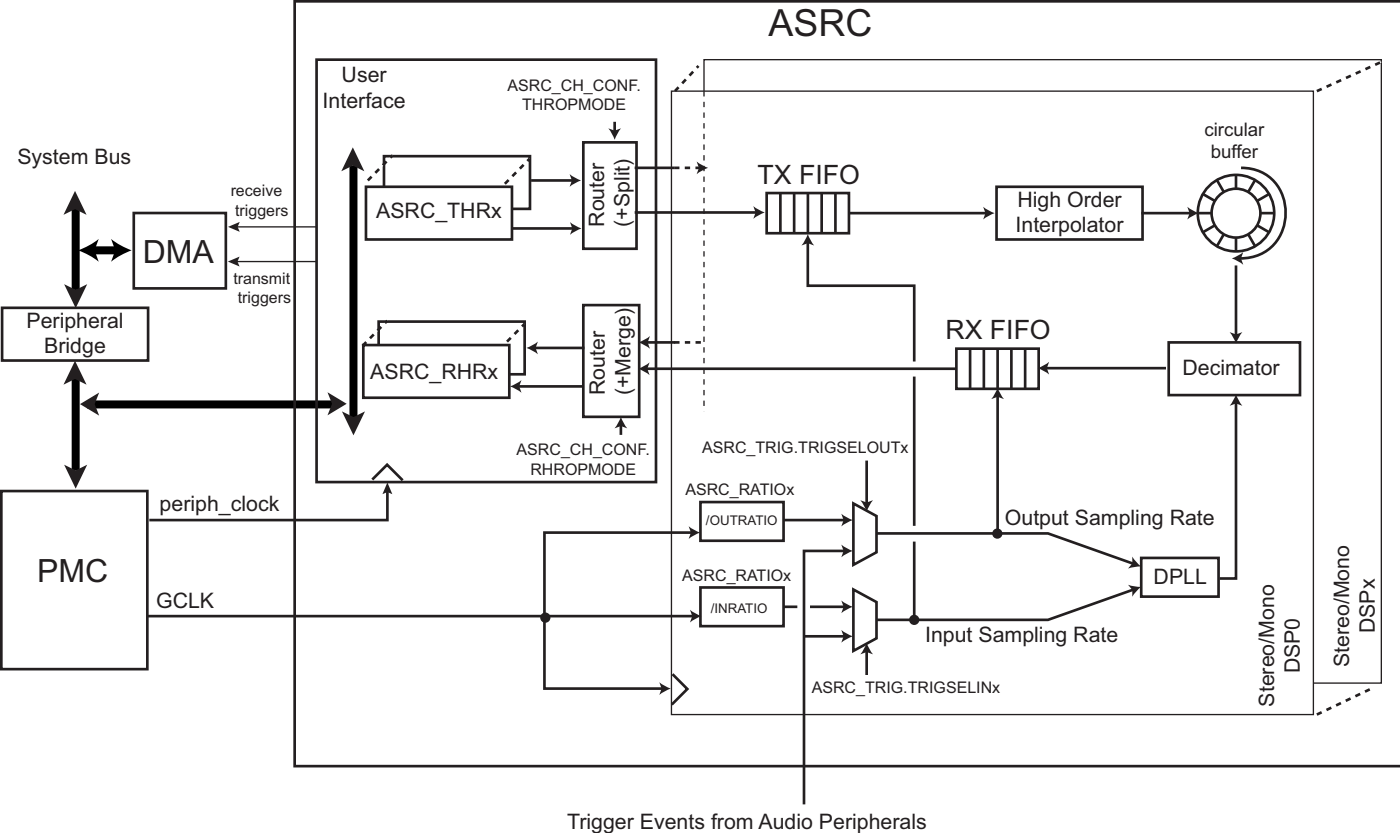 ASRC
User
Interface
ASRC_CH_CONF.
THROPMODE
System Bus
receive
triggers
DMA
transmit
triggers
Peripheral
Bridge
ASRC_THRx
Router
(+Split)
TX FIFO
High Order
Interpolator
circular
buffer
ASRC_RHRx
Router
(+Merge)
RX FIFO
Decimator
ASRC_CH_CONF.
RHROPMODE
ASRC_TRIG.TRIGSELOUTx
PMC
periph_clock
GCLK
ASRC_RATIOx
/OUTRATIO
Output Sampling Rate
ASRC_RATIOx
/INRATIO
DPLL
Input Sampling Rate
ASRC_TRIG.TRIGSELINx
Stereo/Mono
DSP0
Stereo/Mono
DSPx
Trigger Events from Audio Peripherals